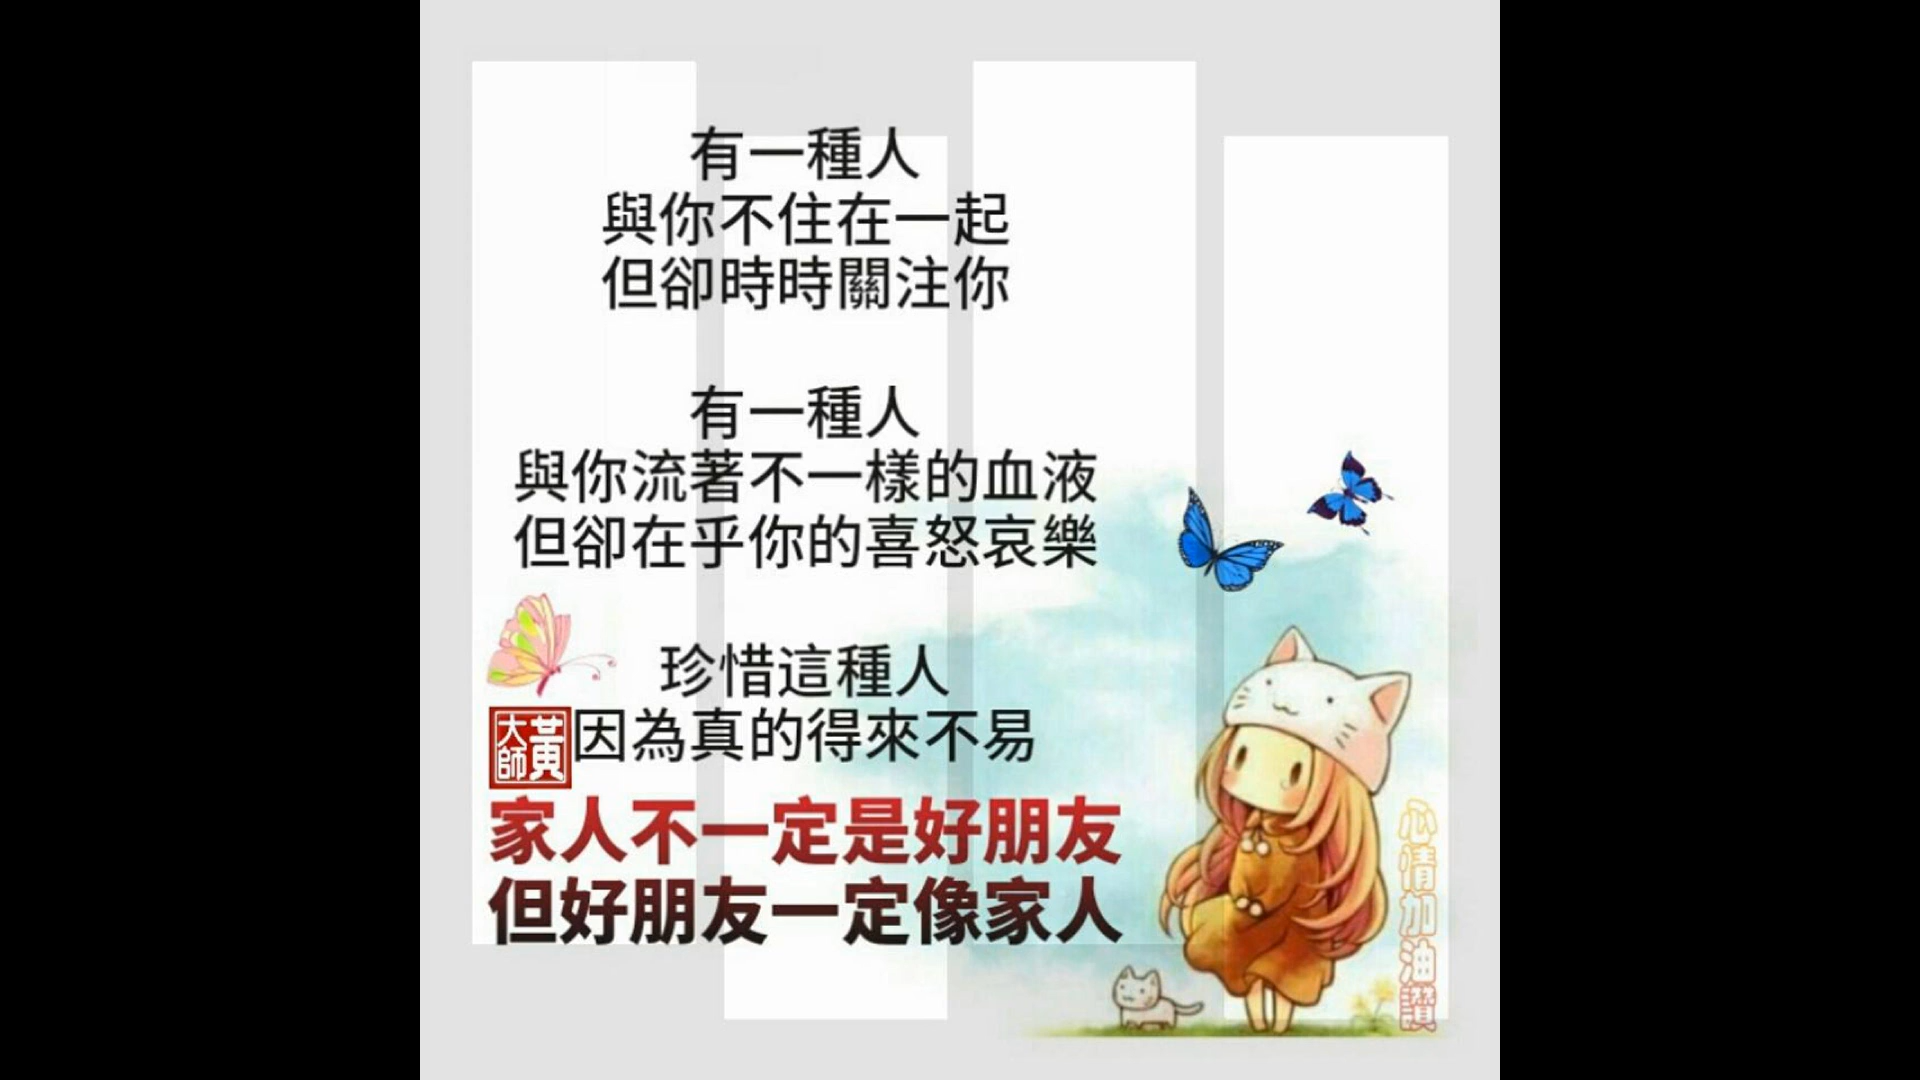 有一種人
與你不住在一起
但卻時時關注你
有一種人
與你流著不一樣的血液
但卻在乎你的喜怒哀樂
珍惜這種人
因為真的得來不易
黃大師
家人不一定是好朋友
但好朋友一定像家人
心情加油讚